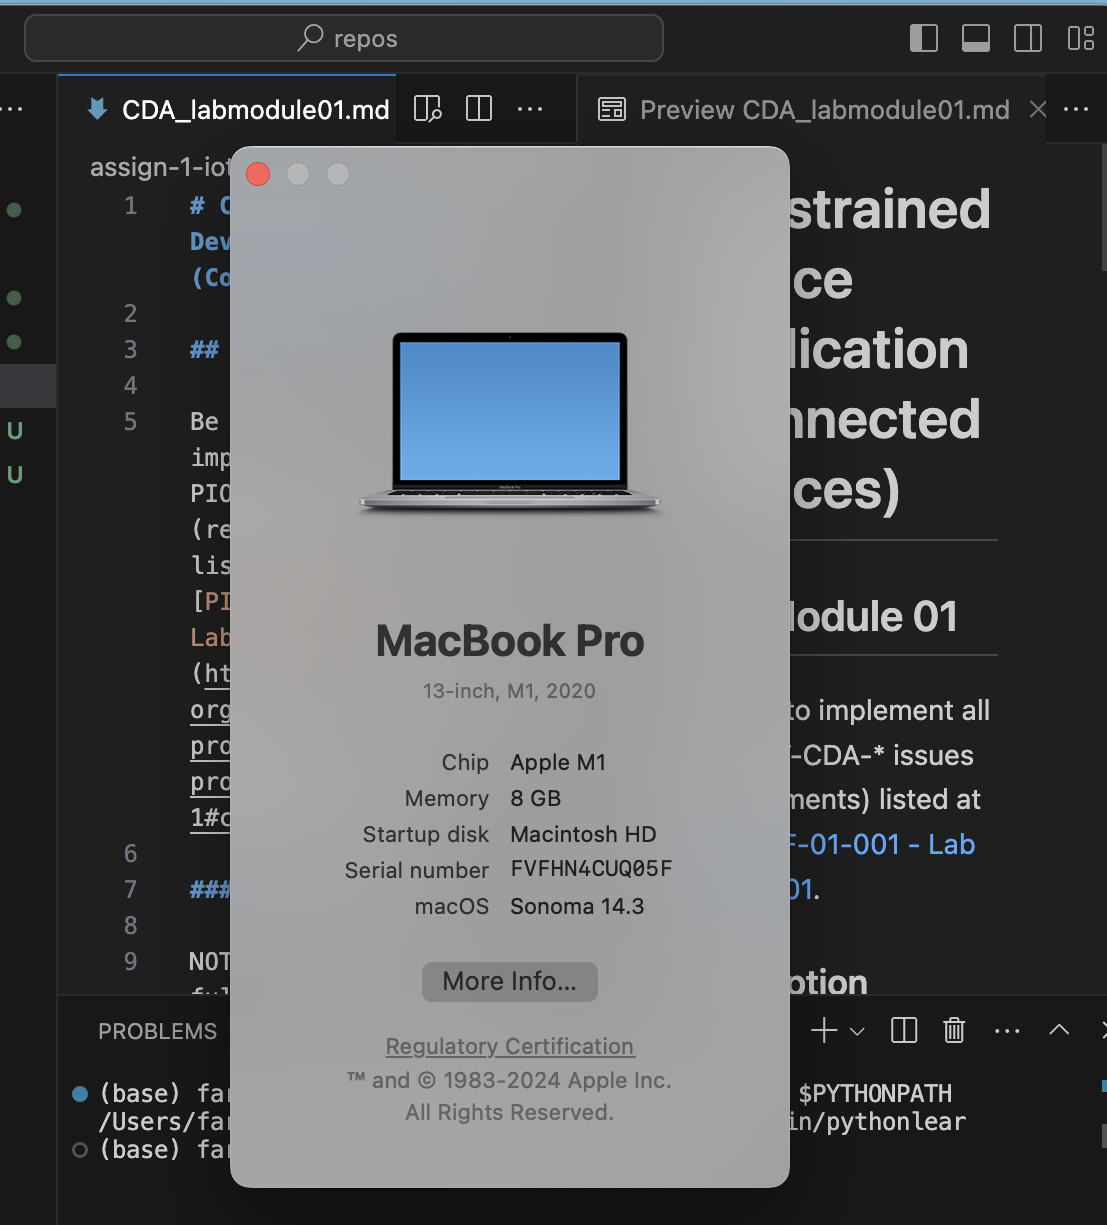 repos
CDA_labmodule01.md
Preview CDA_labmodule01.md
assign-1-iot
1 # C
Dev
(Co
2
3 ##
4
5 Be
imp
PIO
(re
lis
[PI
Lab
(ht
org
pro
pro
1#c
6
7 ###
8
9 NOT
U
U
MacBook Pro
13-inch, M1, 2020
Chip Apple M1
Memory 8 GB
Startup disk Macintosh HD
Serial number FVFHN4CUQ05F
macOS Sonoma 14.3
More Info...
Regulatory Certification
™ and © 1983-2024 Apple Inc.
All Rights Reserved.
strained
ce
lication
nnected
ces)
odule 01
to implement all
-CDA-* issues
ments) listed at
F-01-001 - Lab
01.
ption
PROBLEMS
(base) far
$PYTHONPATH
/Users/far
in/pythonlear
(base) far